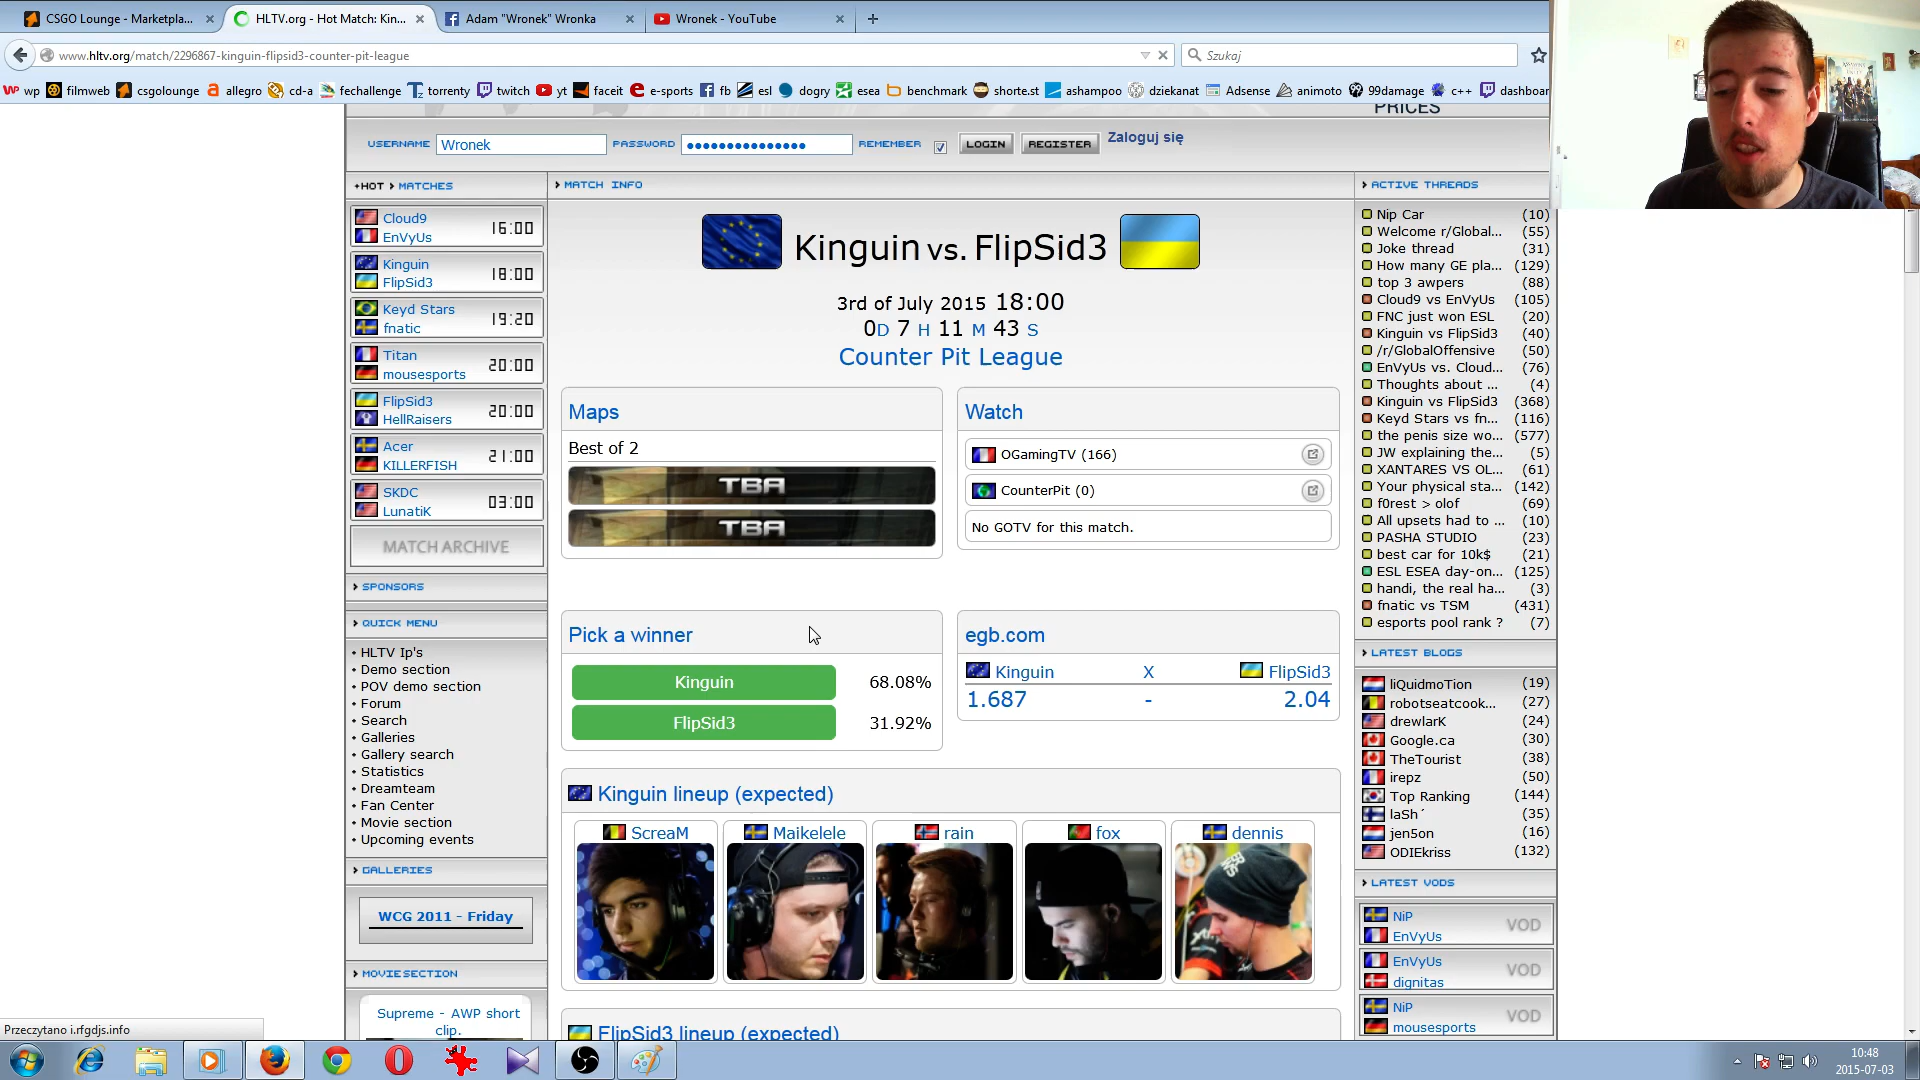 CSGO Lounge - Marketpla...
HLTV.org - Hot Match: Kin...
Adam "Wronek" Wronka
Wronek - YouTube
www.hltv.org/match/2296867-kinguin-flipsid3-counter-pit-league
Szukaj
wp
filmweb
csgolounge
allegro
cd-a
fechallenge
torrenty
twitch
yt
faceit
e-sports
fb
esl
dogry
esea
benchmark
shorte.st
ashampoo
dziekanat
Adsense
animoto
99damage
c++
dashboar
PRICES
USERNAME
Wronek
PASSWORD
REMEMBER
LOGIN
REGISTER
Zaloguj się
HOT MATCHES
Cloud9
EnVyUs
16:00
Kinguin
FlipSid3
18:00
Keyd Stars
fnatic
19:20
Titan
mousesports
20:00
FlipSid3
HellRaisers
20:00
Acer
KILLERFISH
21:00
SKDC
LunatiK
03:00
MATCH ARCHIVE
SPONSORS
QUICK MENU
HLTV Ip's
Demo section
POV demo section
Forum
Search
Galleries
Gallery search
Statistics
Dreamteam
Fan Center
Movie section
Upcoming events
GALLERIES
WCG 2011 - Friday
MOVIESECTION
Supreme - AWP short
clip.
MATCH INFO
Kinguin vs. FlipSid3
3rd of July 2015 18:00
0D 7 H 11 M 43 S
Counter Pit League
Maps
Best of 2
TBA
TBA
Watch
OGamingTV (166)
CounterPit (0)
No GOTV for this match.
Pick a winner
Kinguin 68.08%
FlipSid3 31.92%
egb.com
Kinguin X FlipSid3
1.687 - 2.04
Kinguin lineup (expected)
ScreaM
Maikelele
rain
fox
dennis
FlipSid3 lineup (expected)
ACTIVE THREADS
Nip Car (10)
Welcome r/Global... (55)
Joke thread (31)
How many GE pla... (129)
top 3 awpers (88)
Cloud9 vs EnVyUs (105)
FNC just won ESL (20)
Kinguin vs FlipSid3 (40)
/r/GlobalOffensive (50)
EnVyUs vs. Cloud... (76)
Thoughts about ... (4)
Kinguin vs FlipSid3 (368)
Keyd Stars vs fn... (116)
the penis size wo... (577)
JW explaining the... (5)
XANTARES VS OL... (61)
Your physical sta... (142)
f0rest > olof (69)
All upsets had to ... (10)
PASHA STUDIO (23)
best car for 10k$ (21)
ESL ESEA day-on... (125)
handi, the real ha... (3)
fnatic vs TSM (431)
esports pool rank ? (7)
LATEST BLOGS
liQuidmoTion (19)
robotseatcook... (27)
drewlarK (24)
Google.ca (30)
TheTourist (38)
irepz (50)
Top Ranking (144)
laSh´ (35)
jen5on (16)
ODIEkriss (132)
LATEST VODS
NiP
EnVyUs
VOD
EnVyUs
dignitas
VOD
NiP
mousesports
VOD
Przeczytano i.rfgdjs.info
10:48
2015-07-03